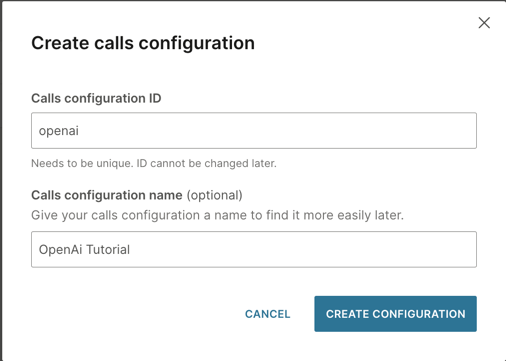 Create calls configuration
Calls configuration ID
openai
Needs to be unique. ID cannot be changed later.
Calls configuration name (optional)
Give your calls configuration a name to find it more easily later.
OpenAi Tutorial
CANCEL
CREATE CONFIGURATION